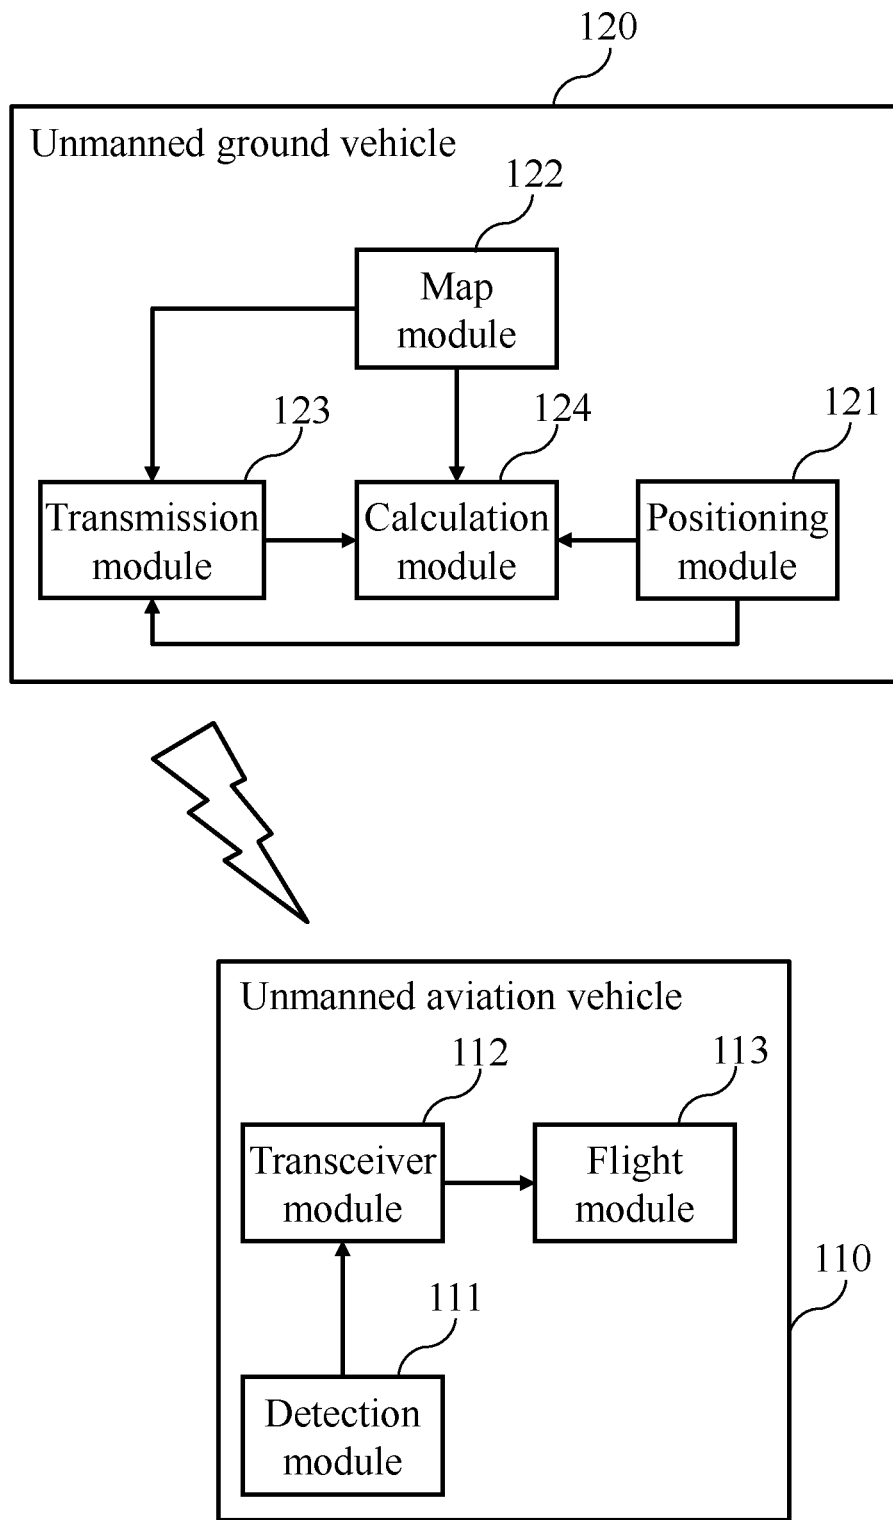 120
Unmanned ground vehicle
122
Map
module
123
124
121
Transmission
module
Calculation
module
Positioning
module
Unmanned aviation vehicle
112
113
Transceiver
module
Flight
module
110
111
Detection
module